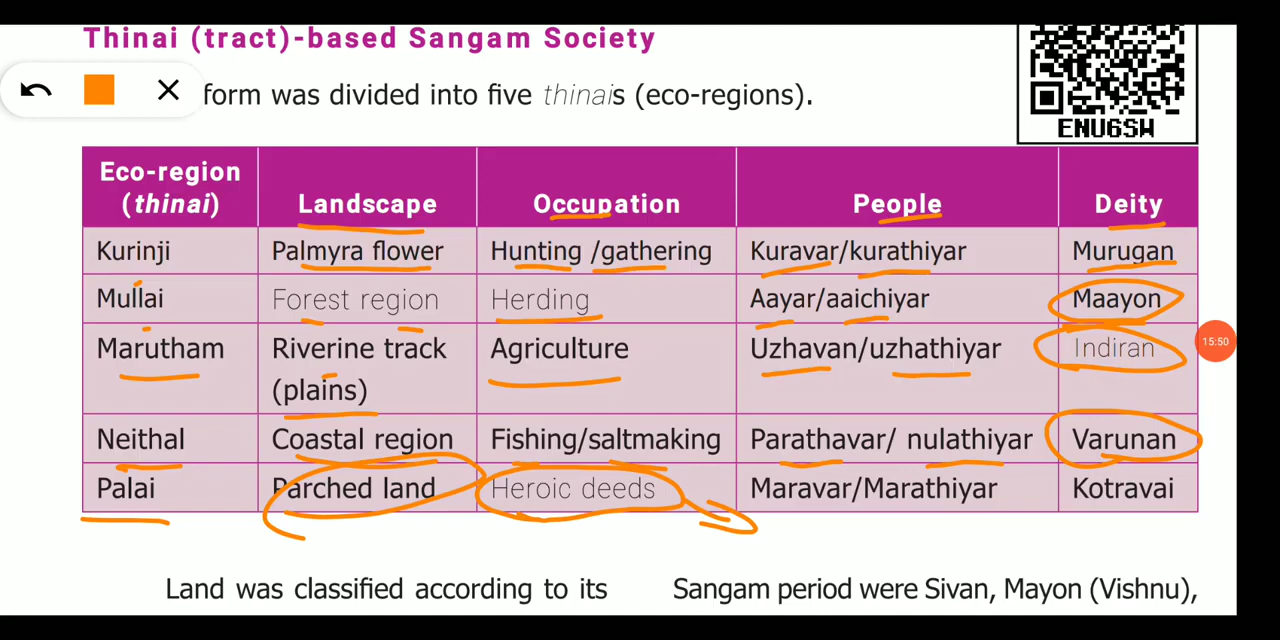 Thinai (tract)-based Sangam Society
form was divided into five thinais (eco-regions).
ENU6SW
Eco-region (thinai) Landscape Occupation People Deity
Kurinji Palmyra flower Hunting /gathering Kuravar/kurathiyar Murugan
Mullai Forest region Herding Aayar/aaichiyar Maayon
Marutham Riverine track (plains) Agriculture Uzhavan/uzhathiyar Indiran
15:50
Neithal Coastal region Fishing/saltmaking Parathavar/ nulathiyar Varunan
Palai Parched land Heroic deeds Maravar/Marathiyar Kotravai
Land was classified according to its
Sangam period were Sivan, Mayon (Vishnu),